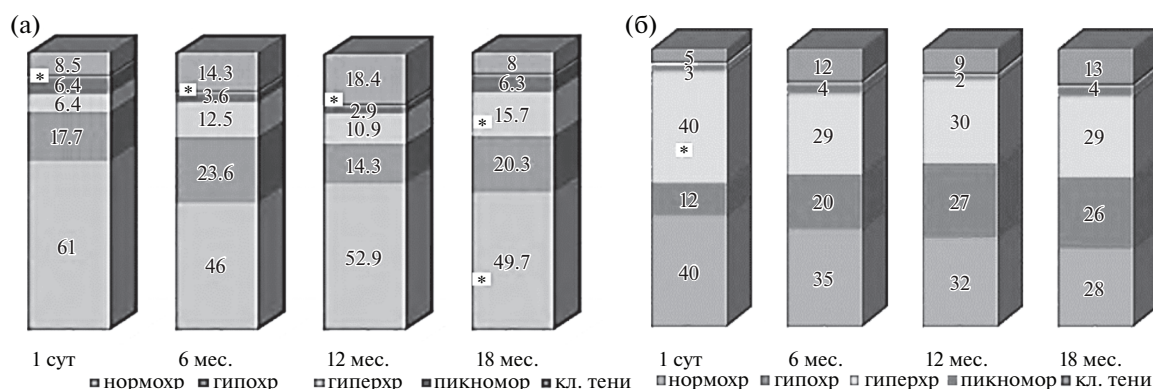 (а) (б)
8.5 14.3 18.4 8 5 12 9 13
* * *
6.4 3.6 2.9 6.3 3 4 2 4
6.4 12.5 10.9 15.7 40 29 30 29
* *
17.7 23.6 14.3 20.3 12 20 27 26
61 46 52.9 49.7 40 35 32 28
*
1 сут 6 мес. 12 мес. 18 мес. 1 сут 6 мес. 12 мес. 18 мес.
нормохр гипохр гиперхр пикномор кл. тени нормохр гипохр гиперхр пикномор кл. тени